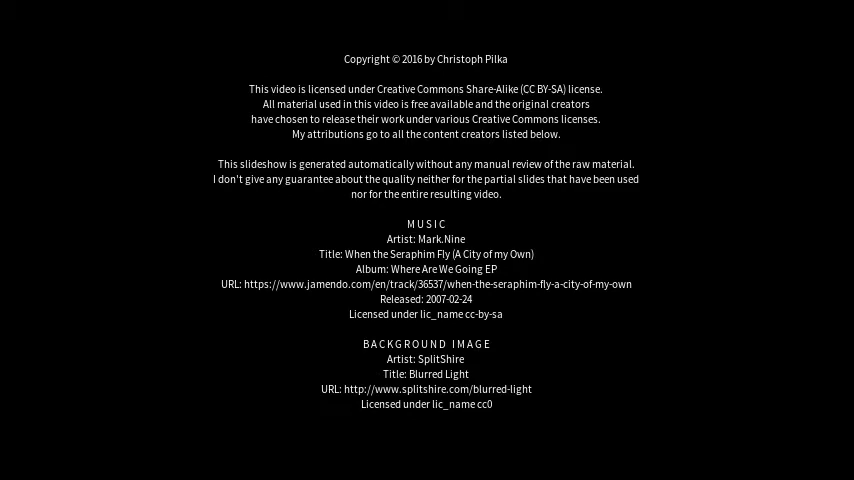 Copyright © 2016 by Christoph Pilka
This video is licensed under Creative Commons Share-Alike (CC BY-SA) license.
All material used in this video is free available and the original creators
have chosen to release their work under various Creative Commons licenses.
My attributions go to all the content creators listed below.
This slideshow is generated automatically without any manual review of the raw material.
I don't give any guarantee about the quality neither for the partial slides that have been used
nor for the entire resulting video.
MUSIC
Artist: Mark.Nine
Title: When the Seraphim Fly (A City of my Own)
Album: Where Are We Going EP
URL: https://www.jamendo.com/en/track/36537/when-the-seraphim-fly-a-city-of-my-own
Released: 2007-02-24
Licensed under lic_name cc-by-sa
BACKGROUND IMAGE
Artist: SplitShire
Title: Blurred Light
URL: http://www.splitshire.com/blurred-light
Licensed under lic_name cc0